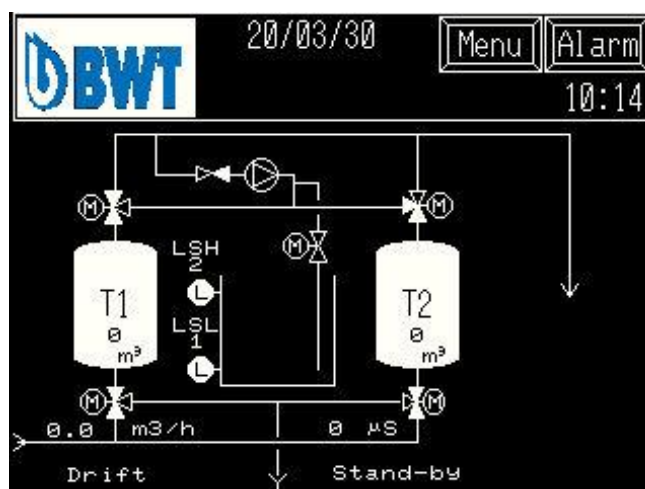 BWT
20/03/30
Menu
Alarm
10:14
M
M
LSH
2
M
L
T1
0
m³
LSL
1
L
T2
0
m³
M
M
0.0 m3/h
0 µS
Drift
Stand-by